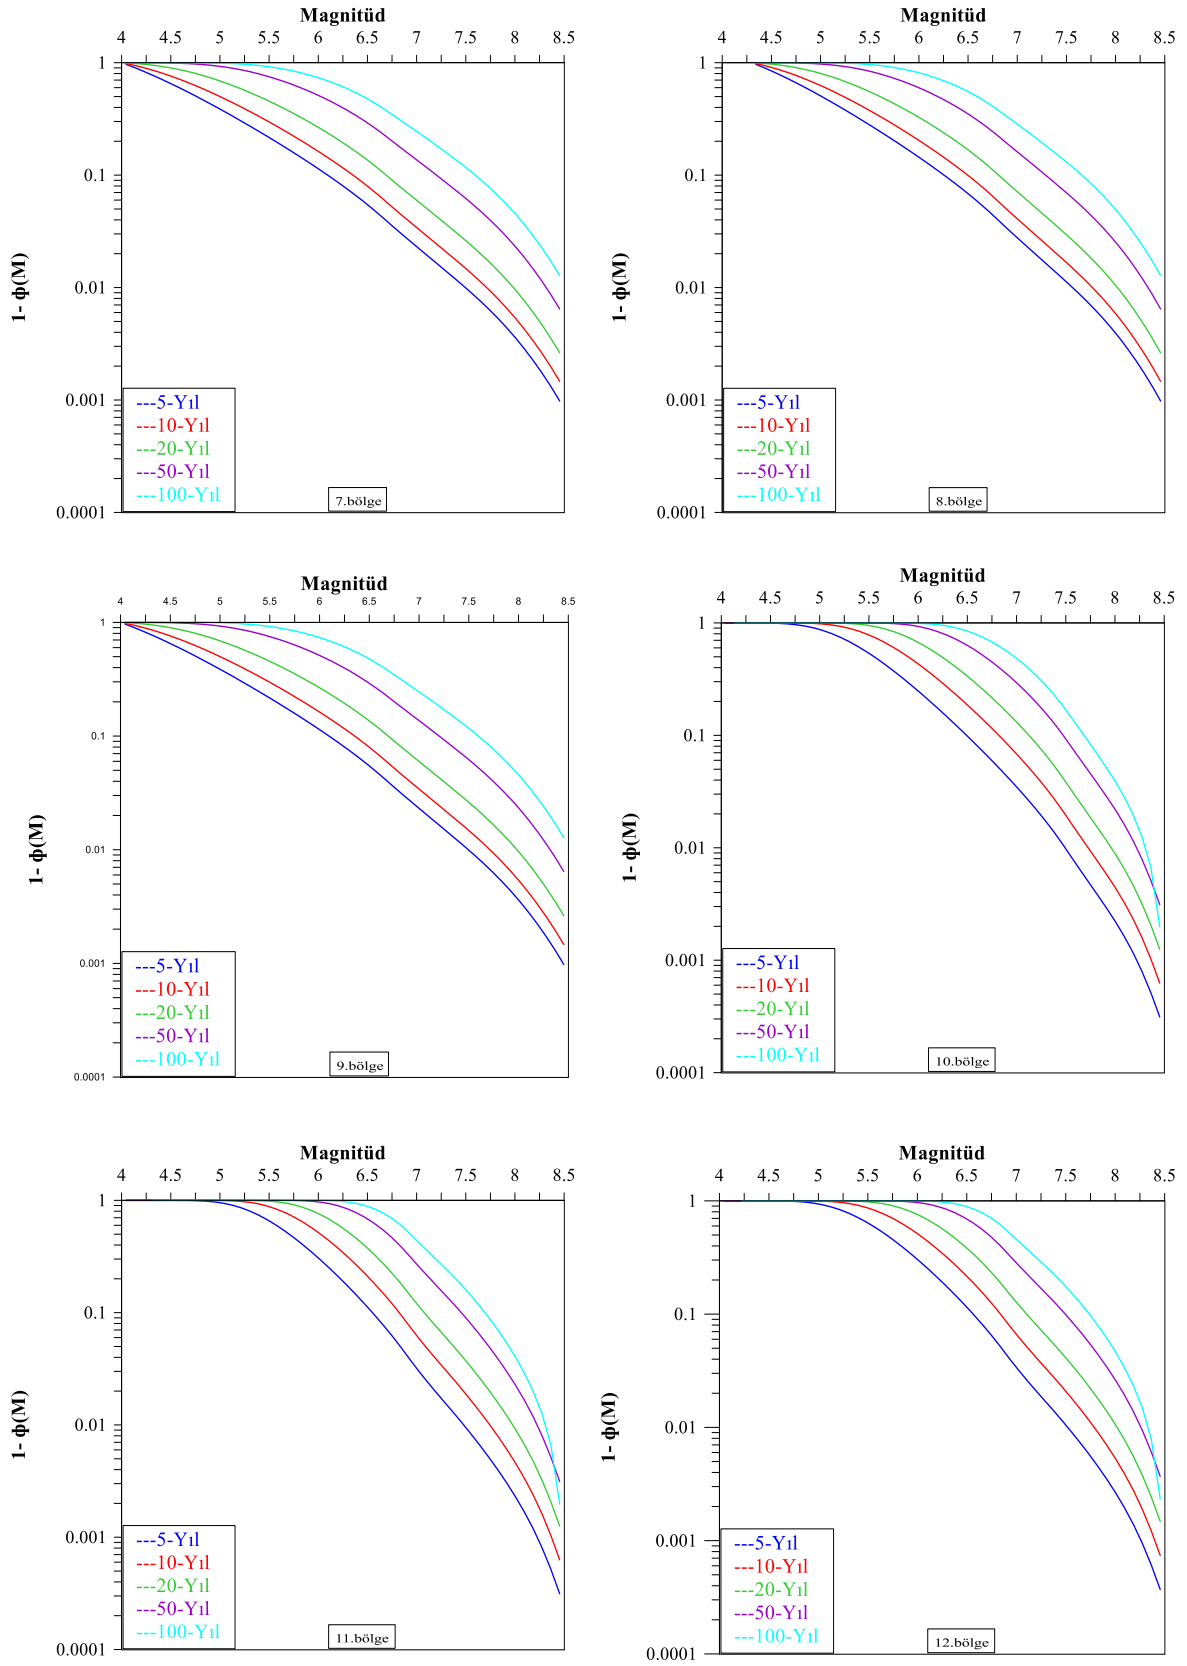 Magnitüd
4 4.5 5 5.5 6 6.5 7 7.5 8 8.5
1
0.1
0.01
0.001
0.0001
1- ϕ(M)
---5-Yıl
---10-Yıl
---20-Yıl
---50-Yıl
---100-Yıl
7.bölge
Magnitüd
4 4.5 5 5.5 6 6.5 7 7.5 8 8.5
1
0.1
0.01
0.001
0.0001
1- ϕ(M)
---5-Yıl
---10-Yıl
---20-Yıl
---50-Yıl
---100-Yıl
8.bölge
Magnitüd
4 4.5 5 5.5 6 6.5 7 7.5 8 8.5
1
0.1
0.01
0.001
0.0001
1- ϕ(M)
---5-Yıl
---10-Yıl
---20-Yıl
---50-Yıl
---100-Yıl
9.bölge
Magnitüd
4 4.5 5 5.5 6 6.5 7 7.5 8 8.5
1
0.1
0.01
0.001
0.0001
1- ϕ(M)
---5-Yıl
---10-Yıl
---20-Yıl
---50-Yıl
---100-Yıl
10.bölge
Magnitüd
4 4.5 5 5.5 6 6.5 7 7.5 8 8.5
1
0.1
0.01
0.001
0.0001
1- ϕ(M)
---5-Yıl
---10-Yıl
---20-Yıl
---50-Yıl
---100-Yıl
11.bölge
Magnitüd
4 4.5 5 5.5 6 6.5 7 7.5 8 8.5
1
0.1
0.01
0.001
0.0001
1- ϕ(M)
---5-Yıl
---10-Yıl
---20-Yıl
---50-Yıl
---100-Yıl
12.bölge